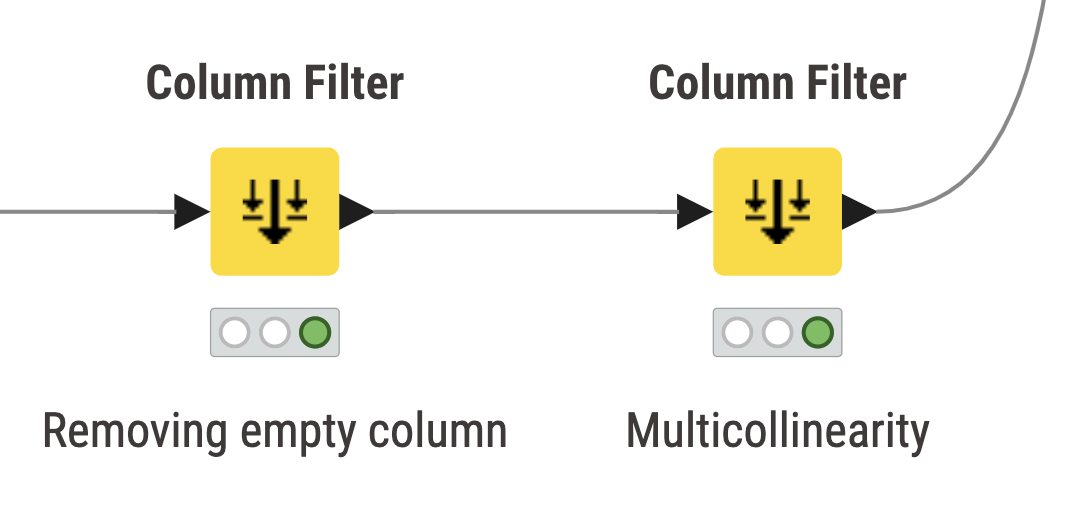 Column Filter
Column Filter
Removing empty column
Multicollinearity